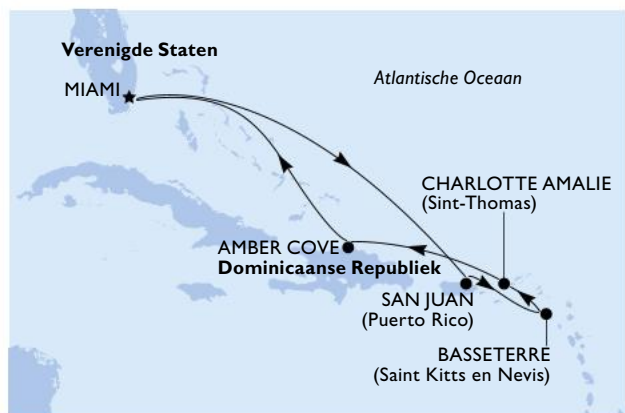 Verenigde Staten
MIAMI
Atlantische Oceaan
CHARLOTTE AMALIE
(Sint-Thomas)
AMBER COVE
Dominicaanse Republiek
SAN JUAN
(Puerto Rico)
BASSETERRE
(Saint Kitts en Nevis)